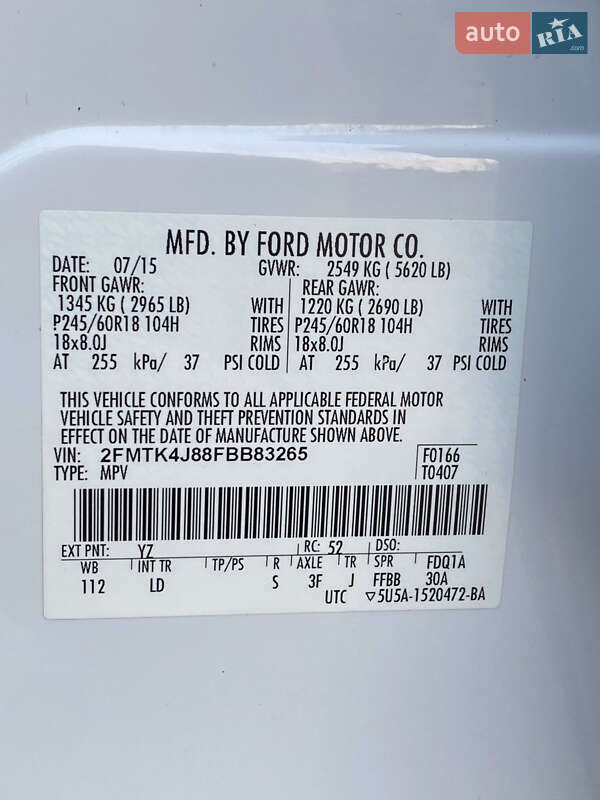 auto RIA .com
MFD. BY FORD MOTOR CO.
DATE: 07/15 GVWR: 2549 KG ( 5620 LB)
FRONT GAWR: REAR GAWR:
1345 KG ( 2965 LB) WITH 1220 KG ( 2690 LB) WITH
P245/60R18 104H TIRES P245/60R18 104H TIRES
18x8.0J RIMS 18x8.0J RIMS
AT 255 kPa/ 37 PSI COLD AT 255 kPa/ 37 PSI COLD
THIS VEHICLE CONFORMS TO ALL APPLICABLE FEDERAL MOTOR
VEHICLE SAFETY AND THEFT PREVENTION STANDARDS IN
EFFECT ON THE DATE OF MANUFACTURE SHOWN ABOVE.
VIN: 2FMTK4J88FBB83265 F0166
TYPE: MPV T0407
EXT PNT: YZ RC: 52 DSO: FDQ1A
WB INT TR TP/PS R AXLE TR SPR
112 LD S 3F J FFBB 30A
UTC ▽5U5A-1520472-BA